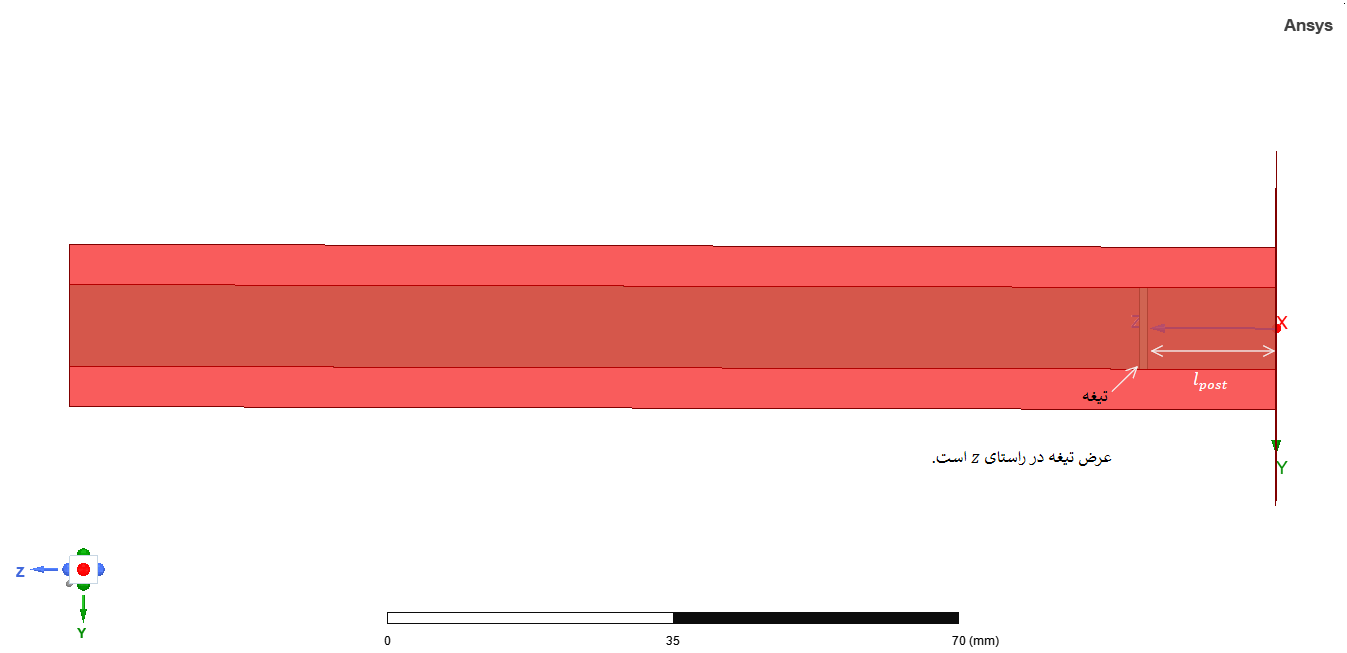 Ansys
Z
X
l_post
تیغه
عرض تیغه در راستای z است.
Y
Z
Y
0 35 70 (mm)